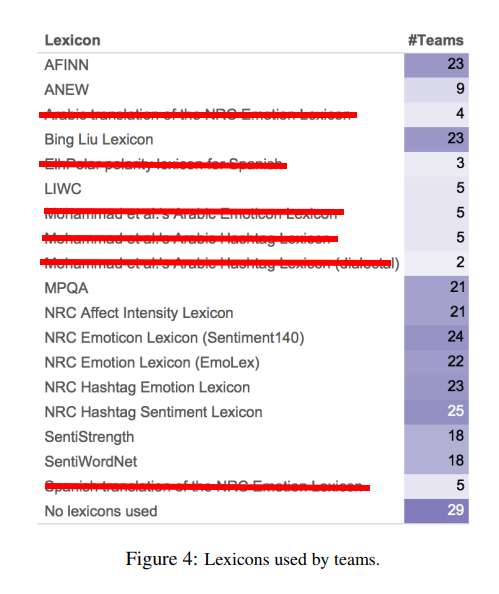 Lexicon #Teams
AFINN 23
ANEW 9
Arabic translation of the NRC Emotion Lexicon 4
Bing Liu Lexicon 23
ElhPolar polarity lexicon for Spanish 3
LIWC 5
Mohammad et al.'s Arabic Emoticon Lexicon 5
Mohammad et al.'s Arabic Hashtag Lexicon 5
Mohammad et al.'s Arabic Hashtag Lexicon (dialectal) 2
MPQA 21
NRC Affect Intensity Lexicon 21
NRC Emoticon Lexicon (Sentiment140) 24
NRC Emotion Lexicon (EmoLex) 22
NRC Hashtag Emotion Lexicon 23
NRC Hashtag Sentiment Lexicon 25
SentiStrength 18
SentiWordNet 18
Spanish translation of the NRC Emotion Lexicon 5
No lexicons used 29
Figure 4: Lexicons used by teams.